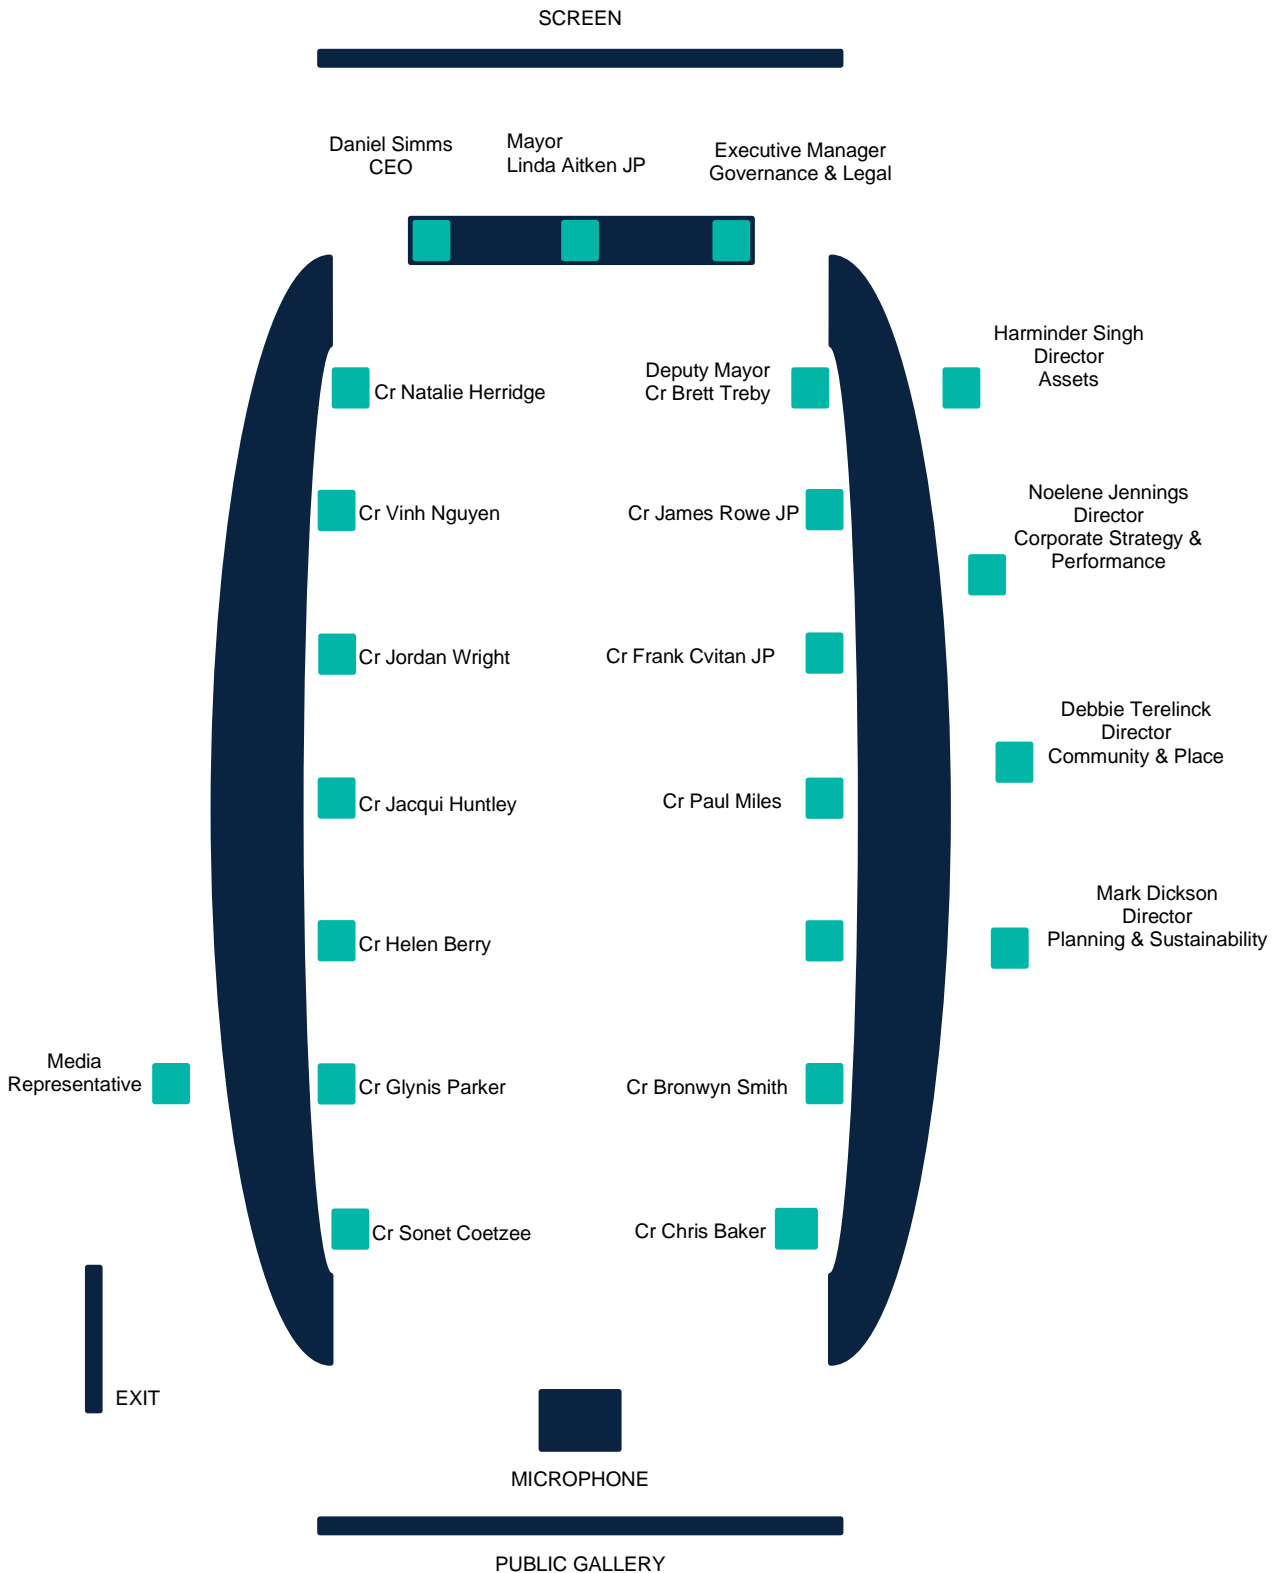 SCREEN
Daniel Simms
CEO
Mayor
Linda Aitken JP
Executive Manager
Governance & Legal
Harminder Singh
Director
Assets
Cr Natalie Herridge
Deputy Mayor
Cr Brett Treby
Noelene Jennings
Director
Corporate Strategy &
Performance
Cr Vinh Nguyen
Cr James Rowe JP
Cr Jordan Wright
Cr Frank Cvitan JP
Debbie Terelinck
Director
Community & Place
Cr Jacqui Huntley
Cr Paul Miles
Mark Dickson
Director
Planning & Sustainability
Cr Helen Berry
Media
Representative
Cr Glynis Parker
Cr Bronwyn Smith
Cr Sonet Coetzee
Cr Chris Baker
EXIT
MICROPHONE
PUBLIC GALLERY